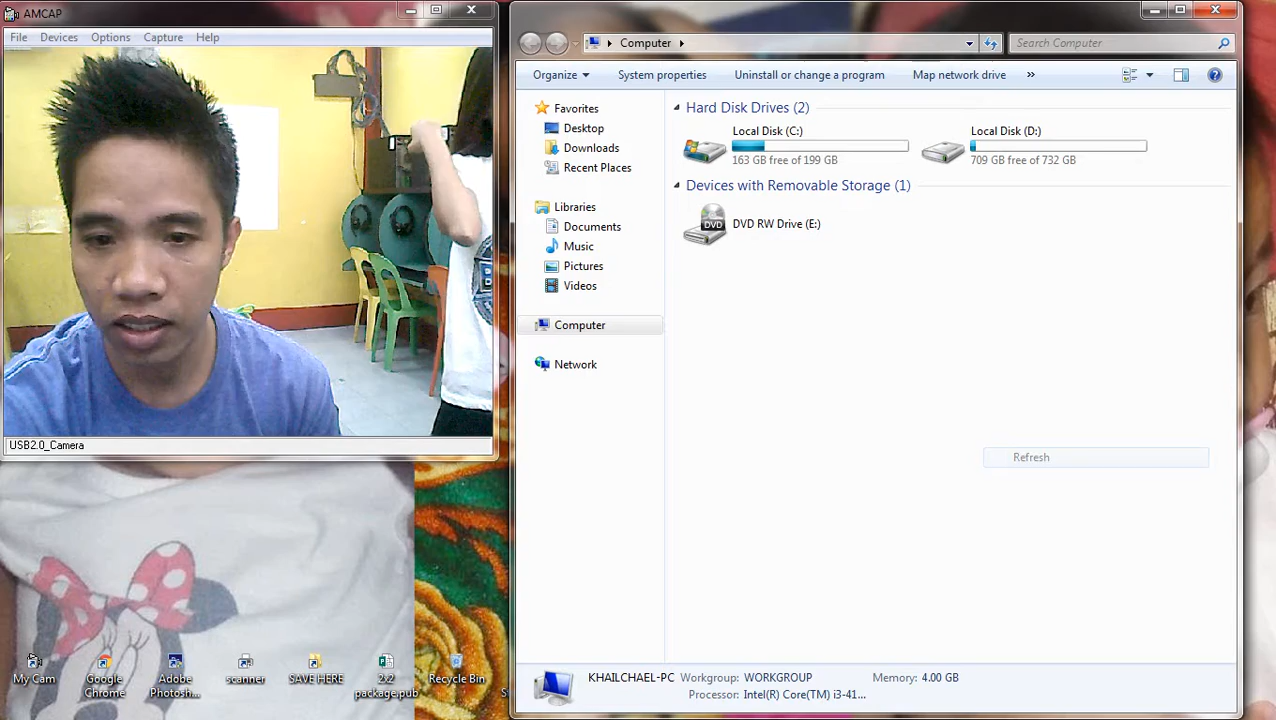 AMCAP
File Devices Options Capture Help
USB2.0_Camera
My Cam
Google Chrome
Adobe Photosh...
scanner
SAVE HERE
2x2 package.pub
Recycle Bin
Computer
Search Computer
Organize System properties Uninstall or change a program Map network drive »
Favorites
Desktop
Downloads
Recent Places
Libraries
Documents
Music
Pictures
Videos
Computer
Network
Hard Disk Drives (2)
Local Disk (C:)
163 GB free of 199 GB
Local Disk (D:)
709 GB free of 732 GB
Devices with Removable Storage (1)
DVD
DVD RW Drive (E:)
Refresh
KHAILCHAEL-PC Workgroup: WORKGROUP Memory: 4.00 GB
Processor: Intel(R) Core(TM) i3-41...